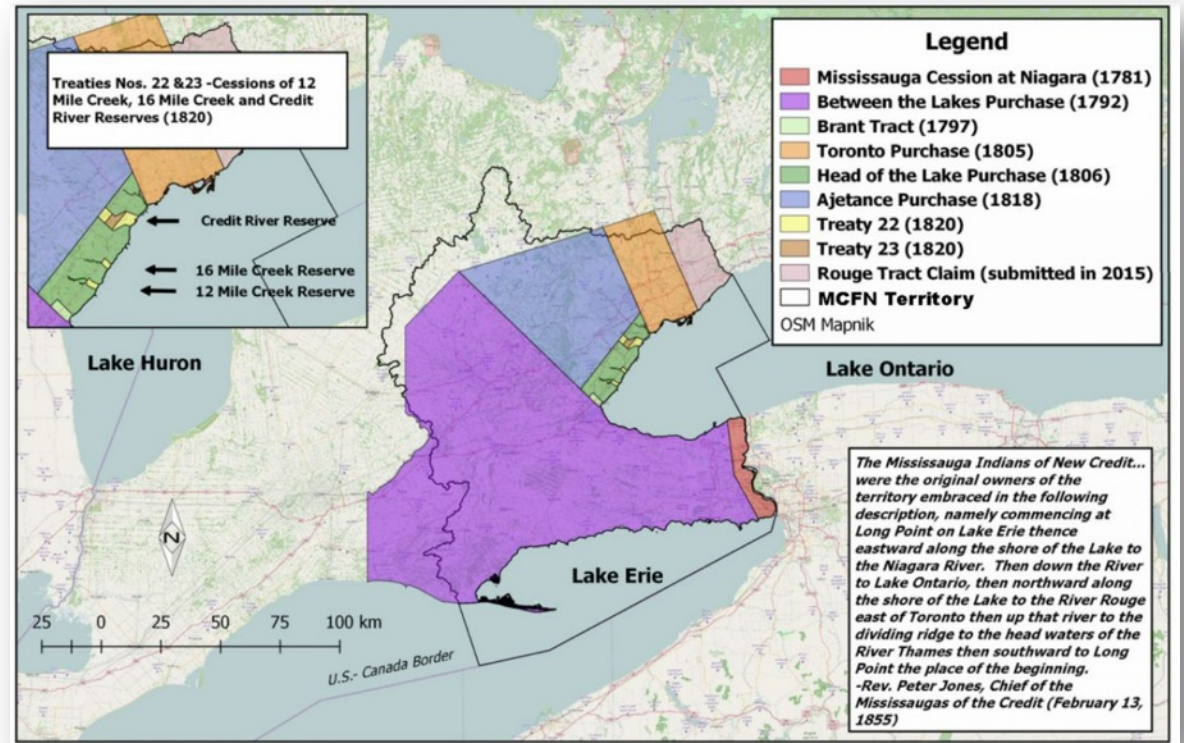 Treaties Nos. 22 &23 -Cessions of 12
Mile Creek, 16 Mile Creek and Credit
River Reserves (1820)
Credit River Reserve
16 Mile Creek Reserve
12 Mile Creek Reserve
Legend
Mississauga Cession at Niagara (1781)
Between the Lakes Purchase (1792)
Brant Tract (1797)
Toronto Purchase (1805)
Head of the Lake Purchase (1806)
Ajetance Purchase (1818)
Treaty 22 (1820)
Treaty 23 (1820)
Rouge Tract Claim (submitted in 2015)
MCFN Territory
OSM Mapnik
Lake Huron
Lake Ontario
Lake Erie
N
25 0 25 50 75 100 km
U.S.- Canada Border
The Mississauga Indians of New Credit...
were the original owners of the
territory embraced in the following
description, namely commencing at
Long Point on Lake Erie thence
eastward along the shore of the Lake to
the Niagara River. Then down the River
to Lake Ontario, then northward along
the shore of the Lake to the River Rouge
east of Toronto then up that river to the
dividing ridge to the head waters of the
River Thames then southward to Long
Point the place of the beginning.
-Rev. Peter Jones, Chief of the
Mississaugas of the Credit (February 13,
1855)